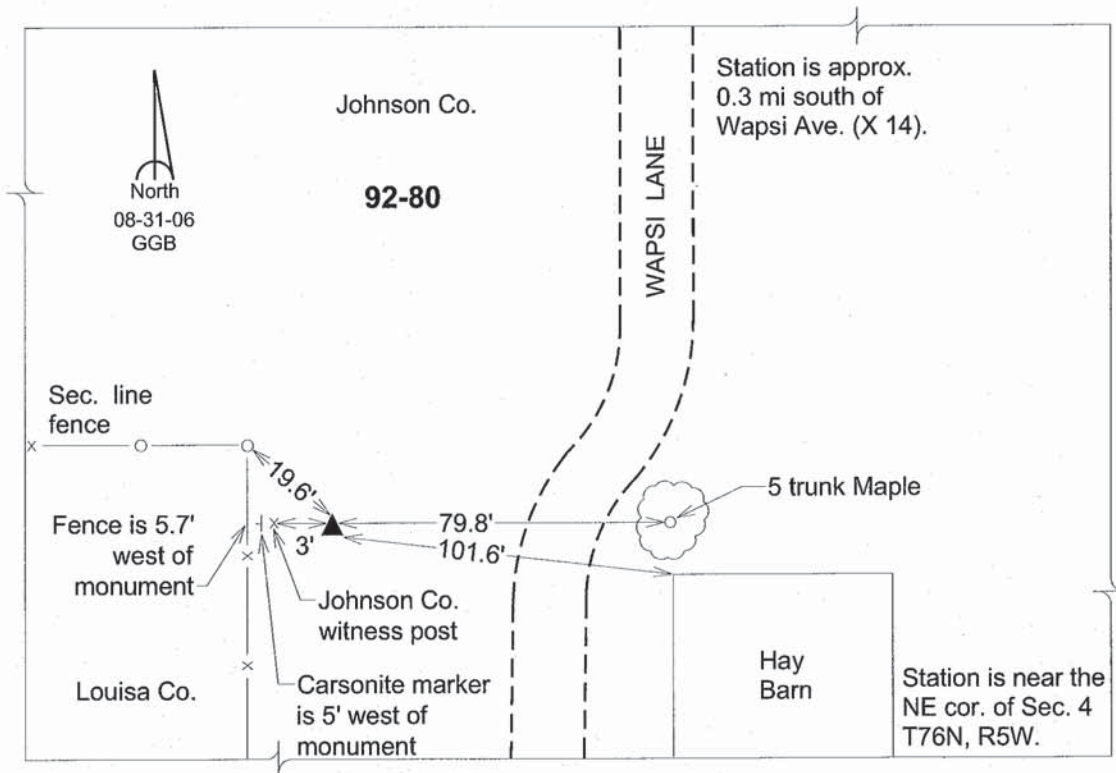 Johnson Co.
92-80
North
08-31-06
GGB
WAPSI LANE
Station is approx.
0.3 mi south of
Wapsi Ave. (X 14).
Sec. line
fence
19.6'
Fence is 5.7'
west of
monument
3'
79.8'
101.6'
5 trunk Maple
Johnson Co.
witness post
Louisa Co.
Carsonite marker
is 5' west of
monument
Hay
Barn
Station is near the
NE cor. of Sec. 4
T76N, R5W.